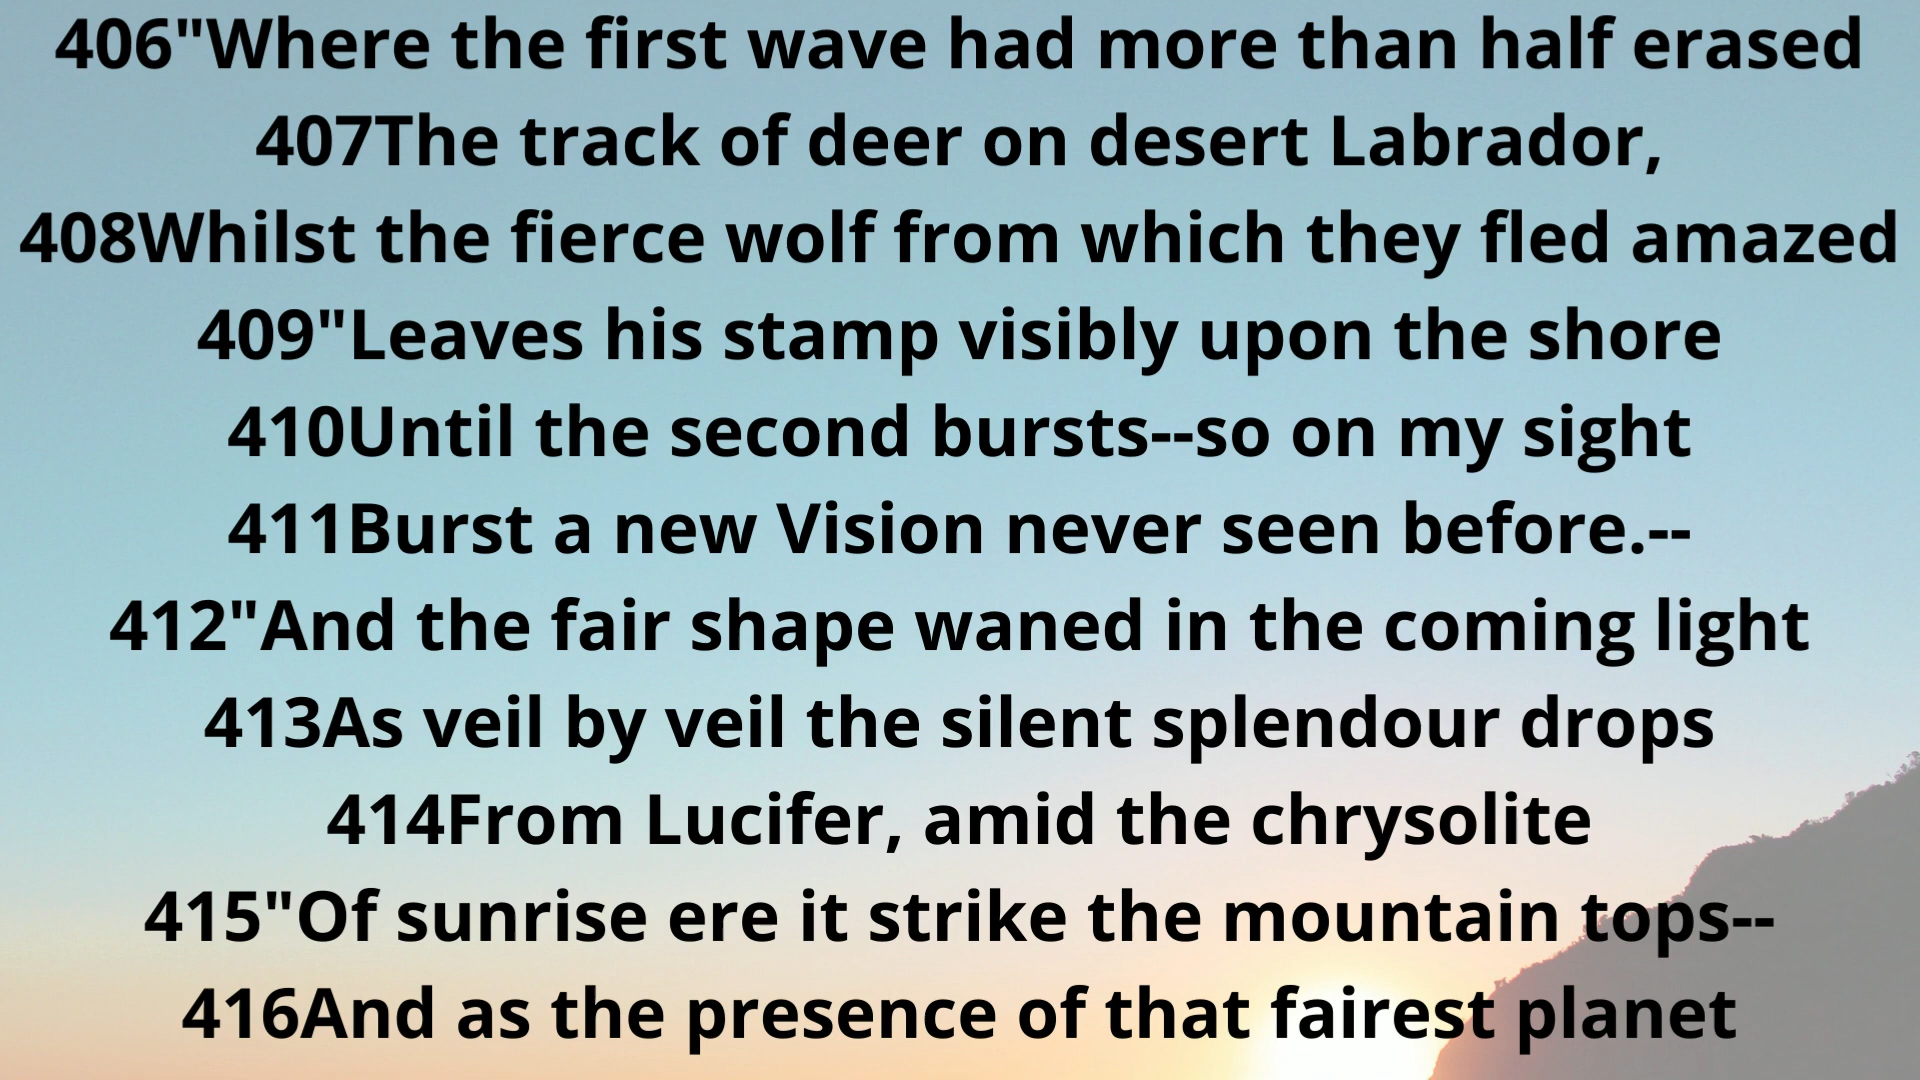 406"Where the first wave had more than half erased
407The track of deer on desert Labrador,
408Whilst the fierce wolf from which they fled amazed
409"Leaves his stamp visibly upon the shore
410Until the second bursts--so on my sight
411Burst a new Vision never seen before.--
412"And the fair shape waned in the coming light
413As veil by veil the silent splendour drops
414From Lucifer, amid the chrysolite
415"Of sunrise ere it strike the mountain tops--
416And as the presence of that fairest planet